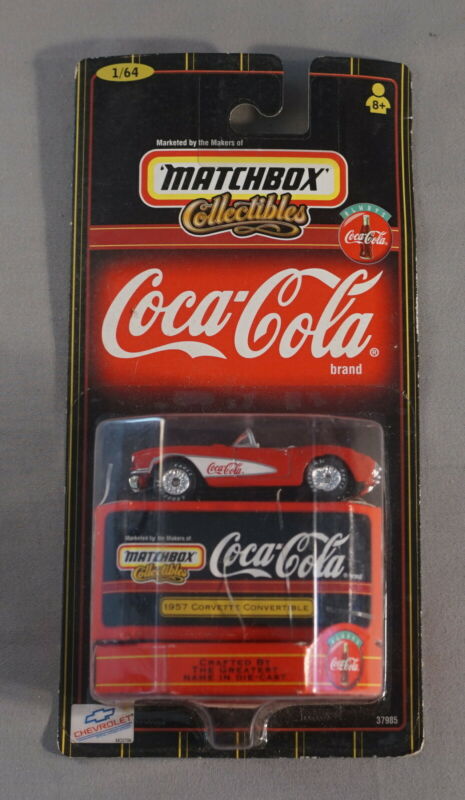 1/64
8+
Marketed by the Makers of
MATCHBOX
Collectibles
ALWAYS
Coca-Cola
Coca-Cola®
brand
Coca-Cola
Marketed by the Makers of
MATCHBOX
Collectibles
Coca-Cola®
1957 CORVETTE CONVERTIBLE
CRAFTED BY
THE GREATEST
NAME IN DIE-CAST
ALWAYS
Coca-Cola
CHEVROLET
37985